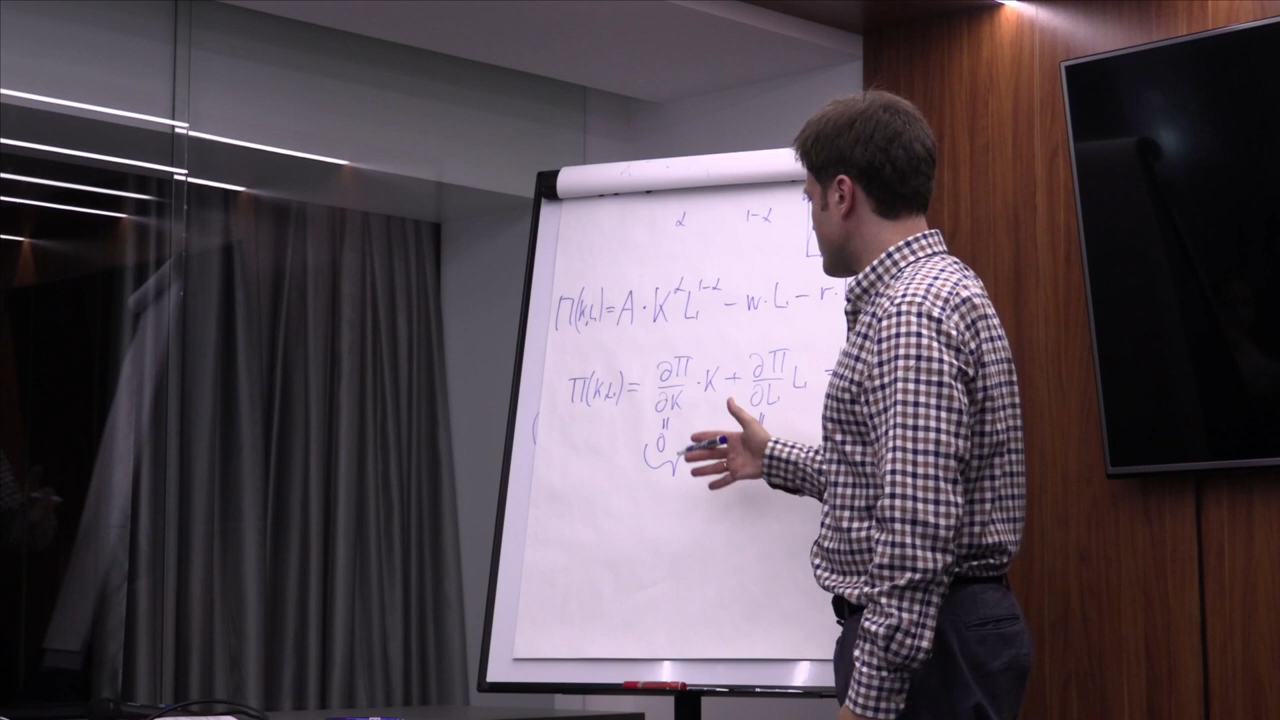 α 1-α
Π(K,L)=A·K^α L^{1-α} - w·L - r·
Π(K,L)= ∂Π/∂K ·K + ∂Π/∂L L =
= =
0